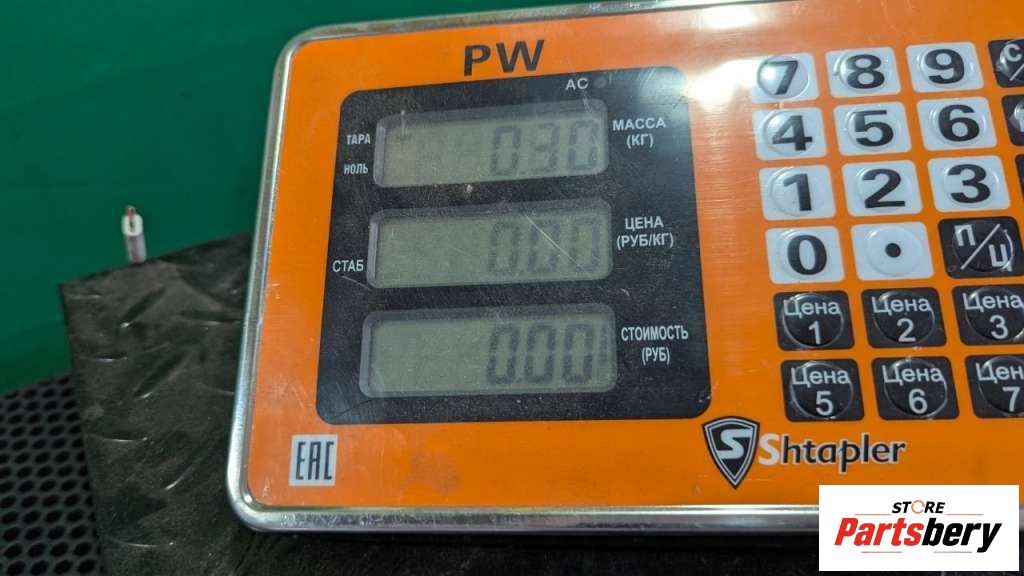 PW
AC
ТАРА
НОЛЬ
0.30
МАССА
(КГ)
СТАБ
0.00
ЦЕНА
(РУБ/КГ)
0.00
СТОИМОСТЬ
(РУБ)
7 8 9
4 5 6
1 2 3
0 • П/Ц
Цена 1
Цена 2
Цена 3
Цена 5
Цена 6
EAC
S Shtapler
STORE
Partsbery